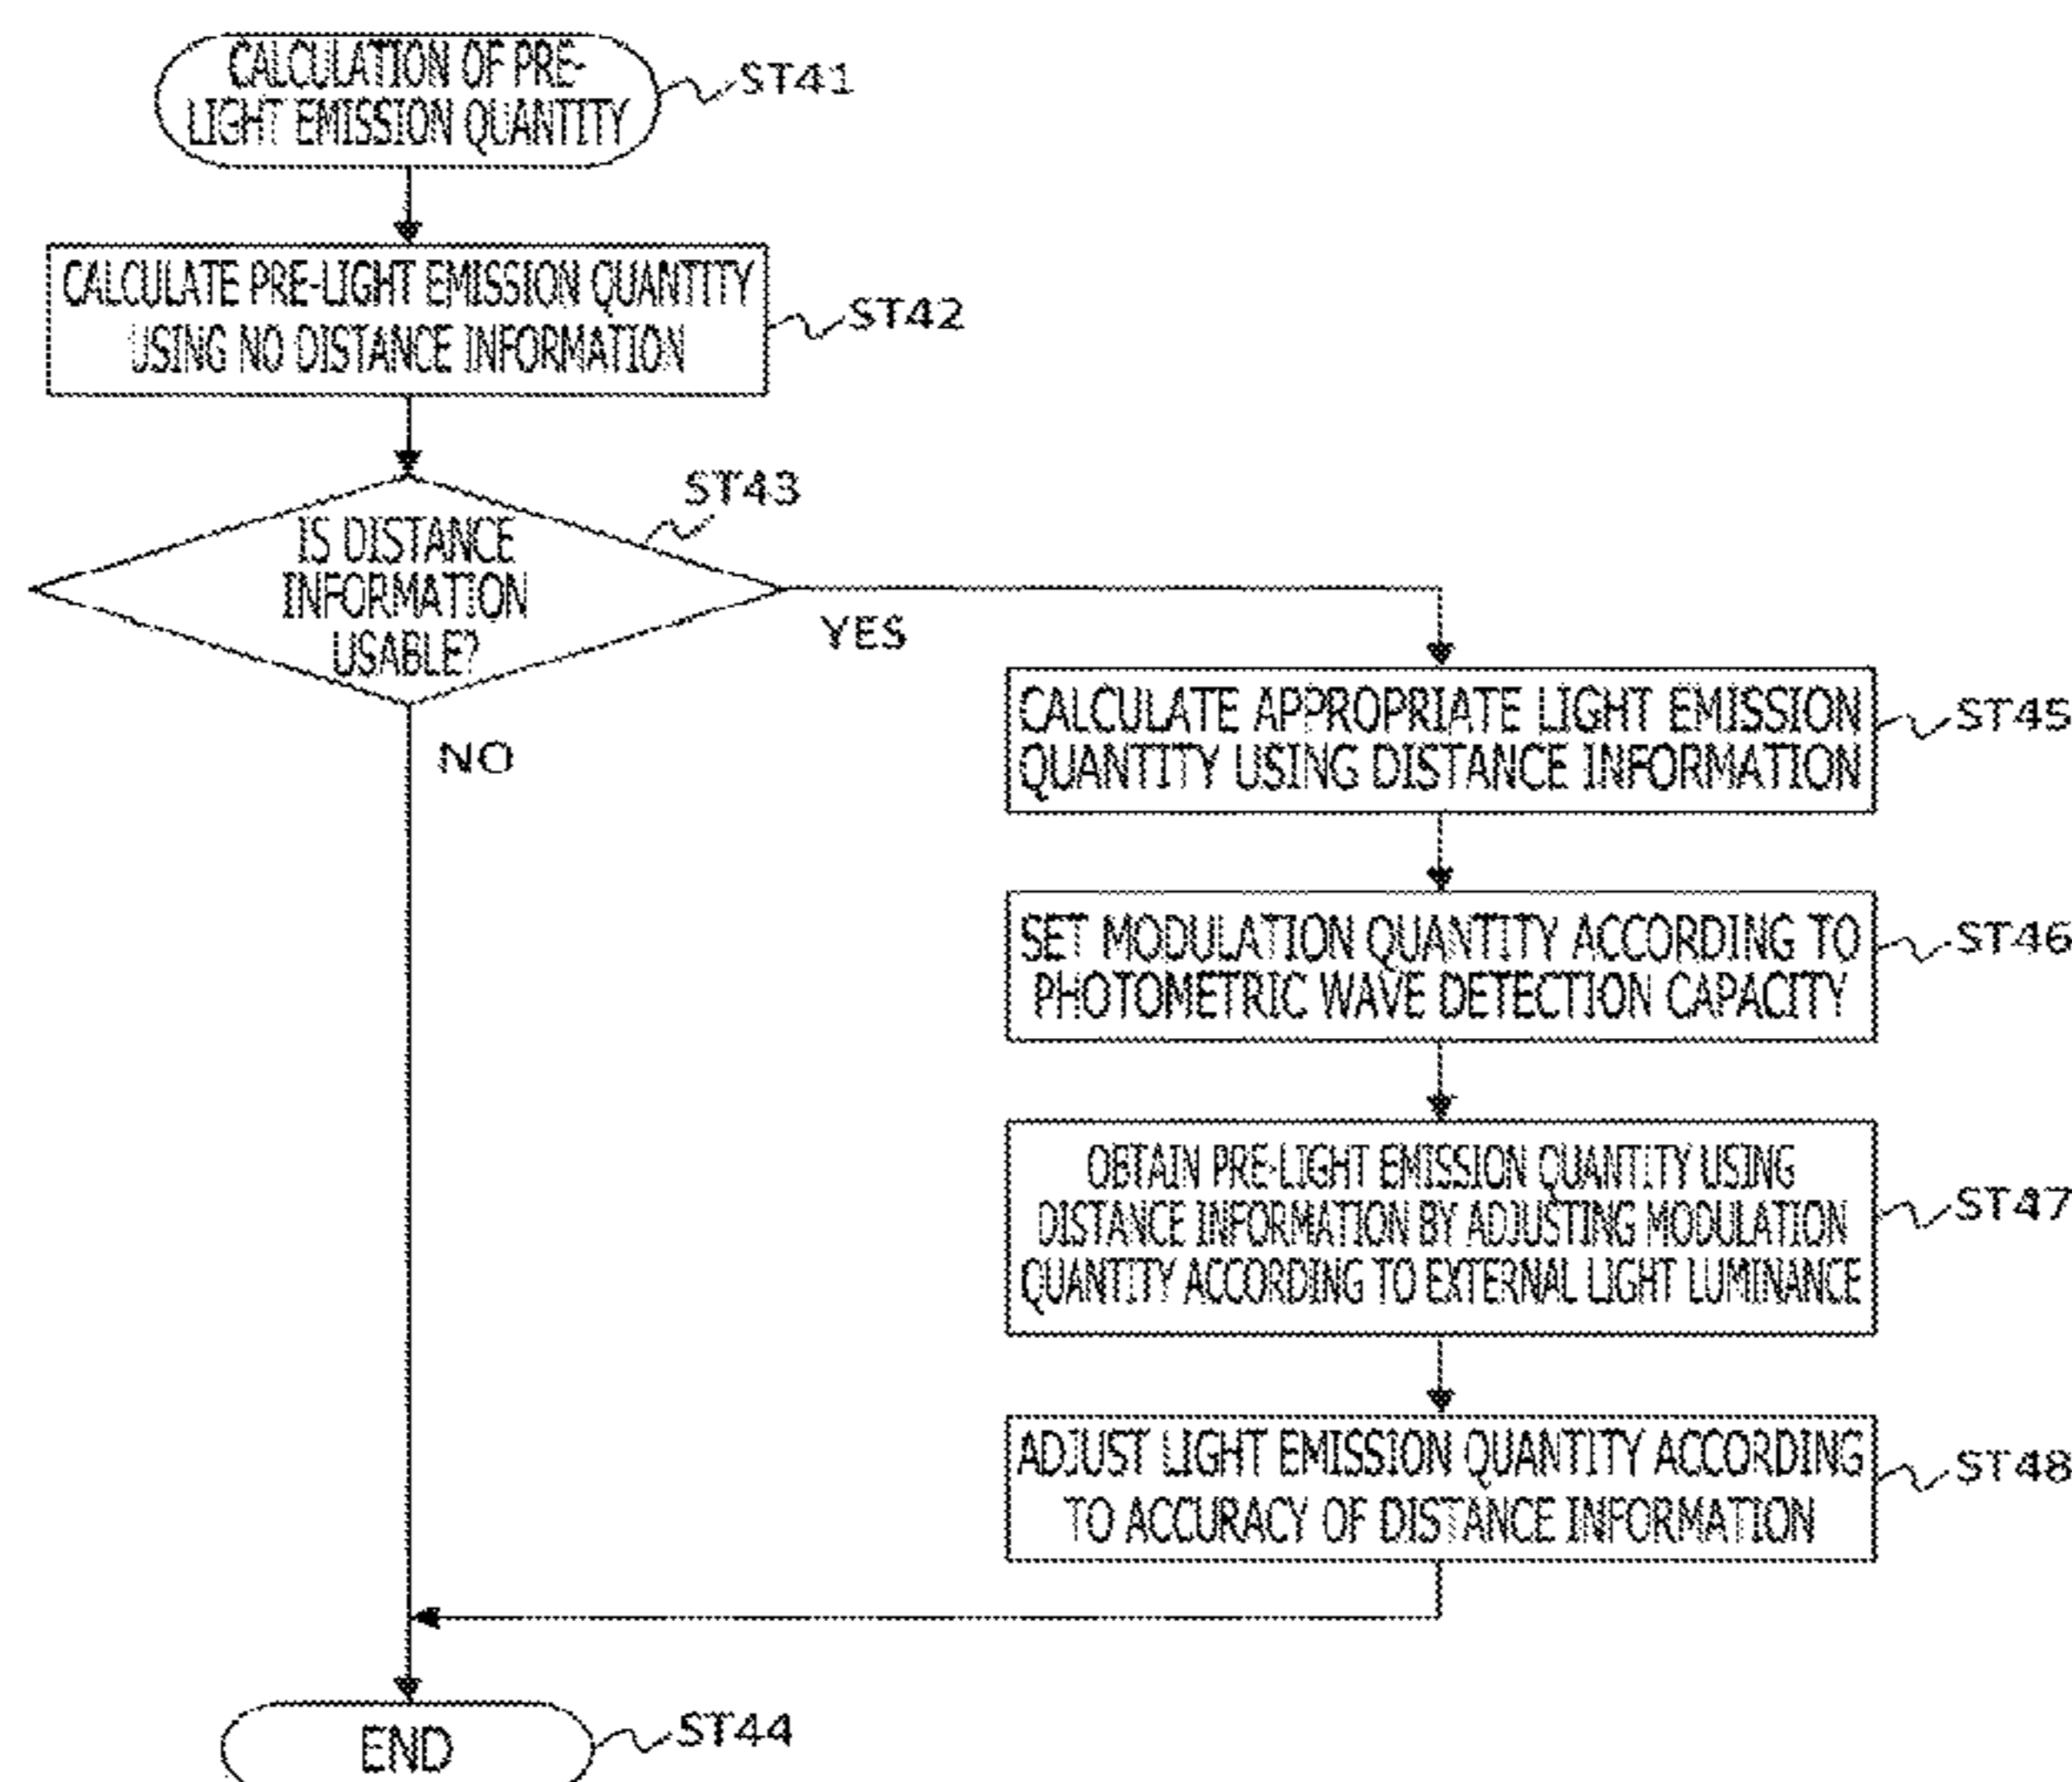 CALCULATION OF PRE-
LIGHT EMISSION QUANTITY
ST41
CALCULATE PRE-LIGHT EMISSION QUANTITY
USING NO DISTANCE INFORMATION
ST42
ST43
IS DISTANCE
INFORMATION
USABLE?
YES
NO
CALCULATE APPROPRIATE LIGHT EMISSION
QUANTITY USING DISTANCE INFORMATION
ST45
SET MODULATION QUANTITY ACCORDING TO
PHOTOMETRIC WAVE DETECTION CAPACITY
ST46
OBTAIN PRE-LIGHT EMISSION QUANTITY USING
DISTANCE INFORMATION BY ADJUSTING MODULATION
QUANTITY ACCORDING TO EXTERNAL LIGHT LUMINANCE
ST47
ADJUST LIGHT EMISSION QUANTITY ACCORDING
TO ACCURACY OF DISTANCE INFORMATION
ST48
END
ST44